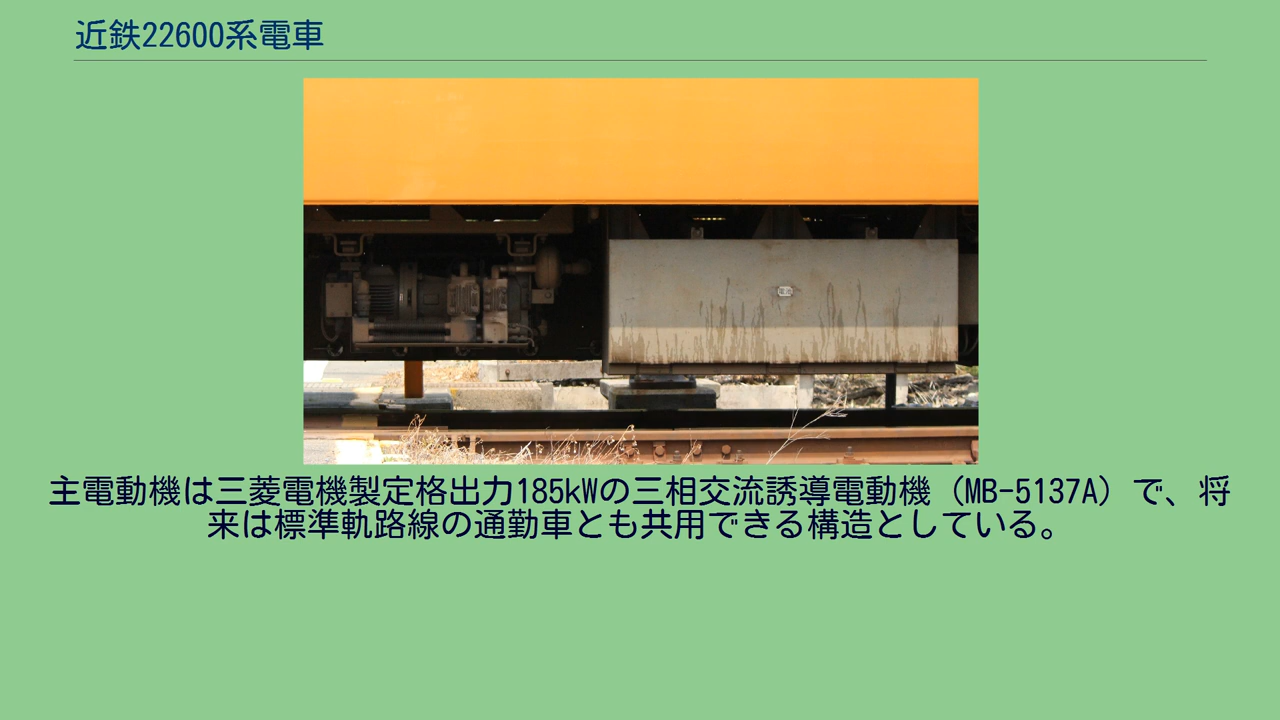 近鉄22600系電車
主電動機は三菱電機製定格出力185kWの三相交流誘導電動機（MB-5137A）で、将
来は標準軌路線の通勤車とも共用できる構造としている。